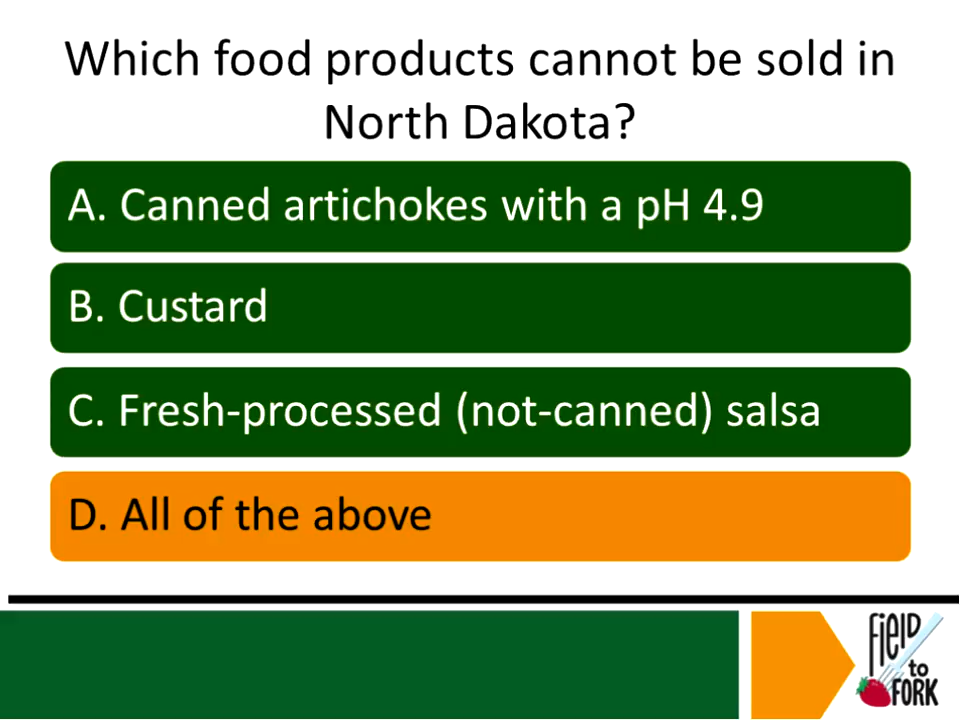 Which food products cannot be sold in
North Dakota?
A. Canned artichokes with a pH 4.9
B. Custard
C. Fresh-processed (not-canned) salsa
D. All of the above
FiELD
to
FORK